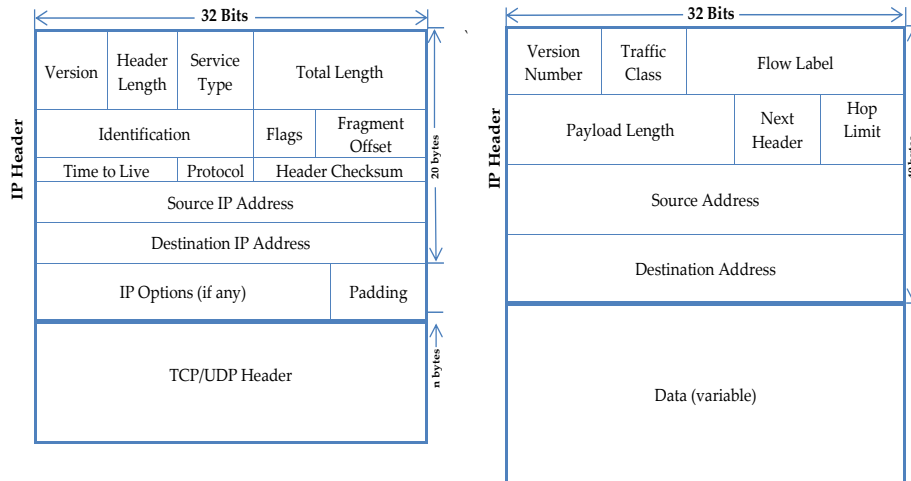 32 Bits
Version
Header
Length
Service
Type
Total Length
Identification
Flags
Fragment
Offset
Time to Live
Protocol
Header Checksum
Source IP Address
Destination IP Address
IP Options (if any)
Padding
TCP/UDP Header
IP Header
20 bytes
n bytes
`
32 Bits
Version
Number
Traffic
Class
Flow Label
Payload Length
Next
Header
Hop
Limit
Source Address
Destination Address
Data (variable)
IP Header